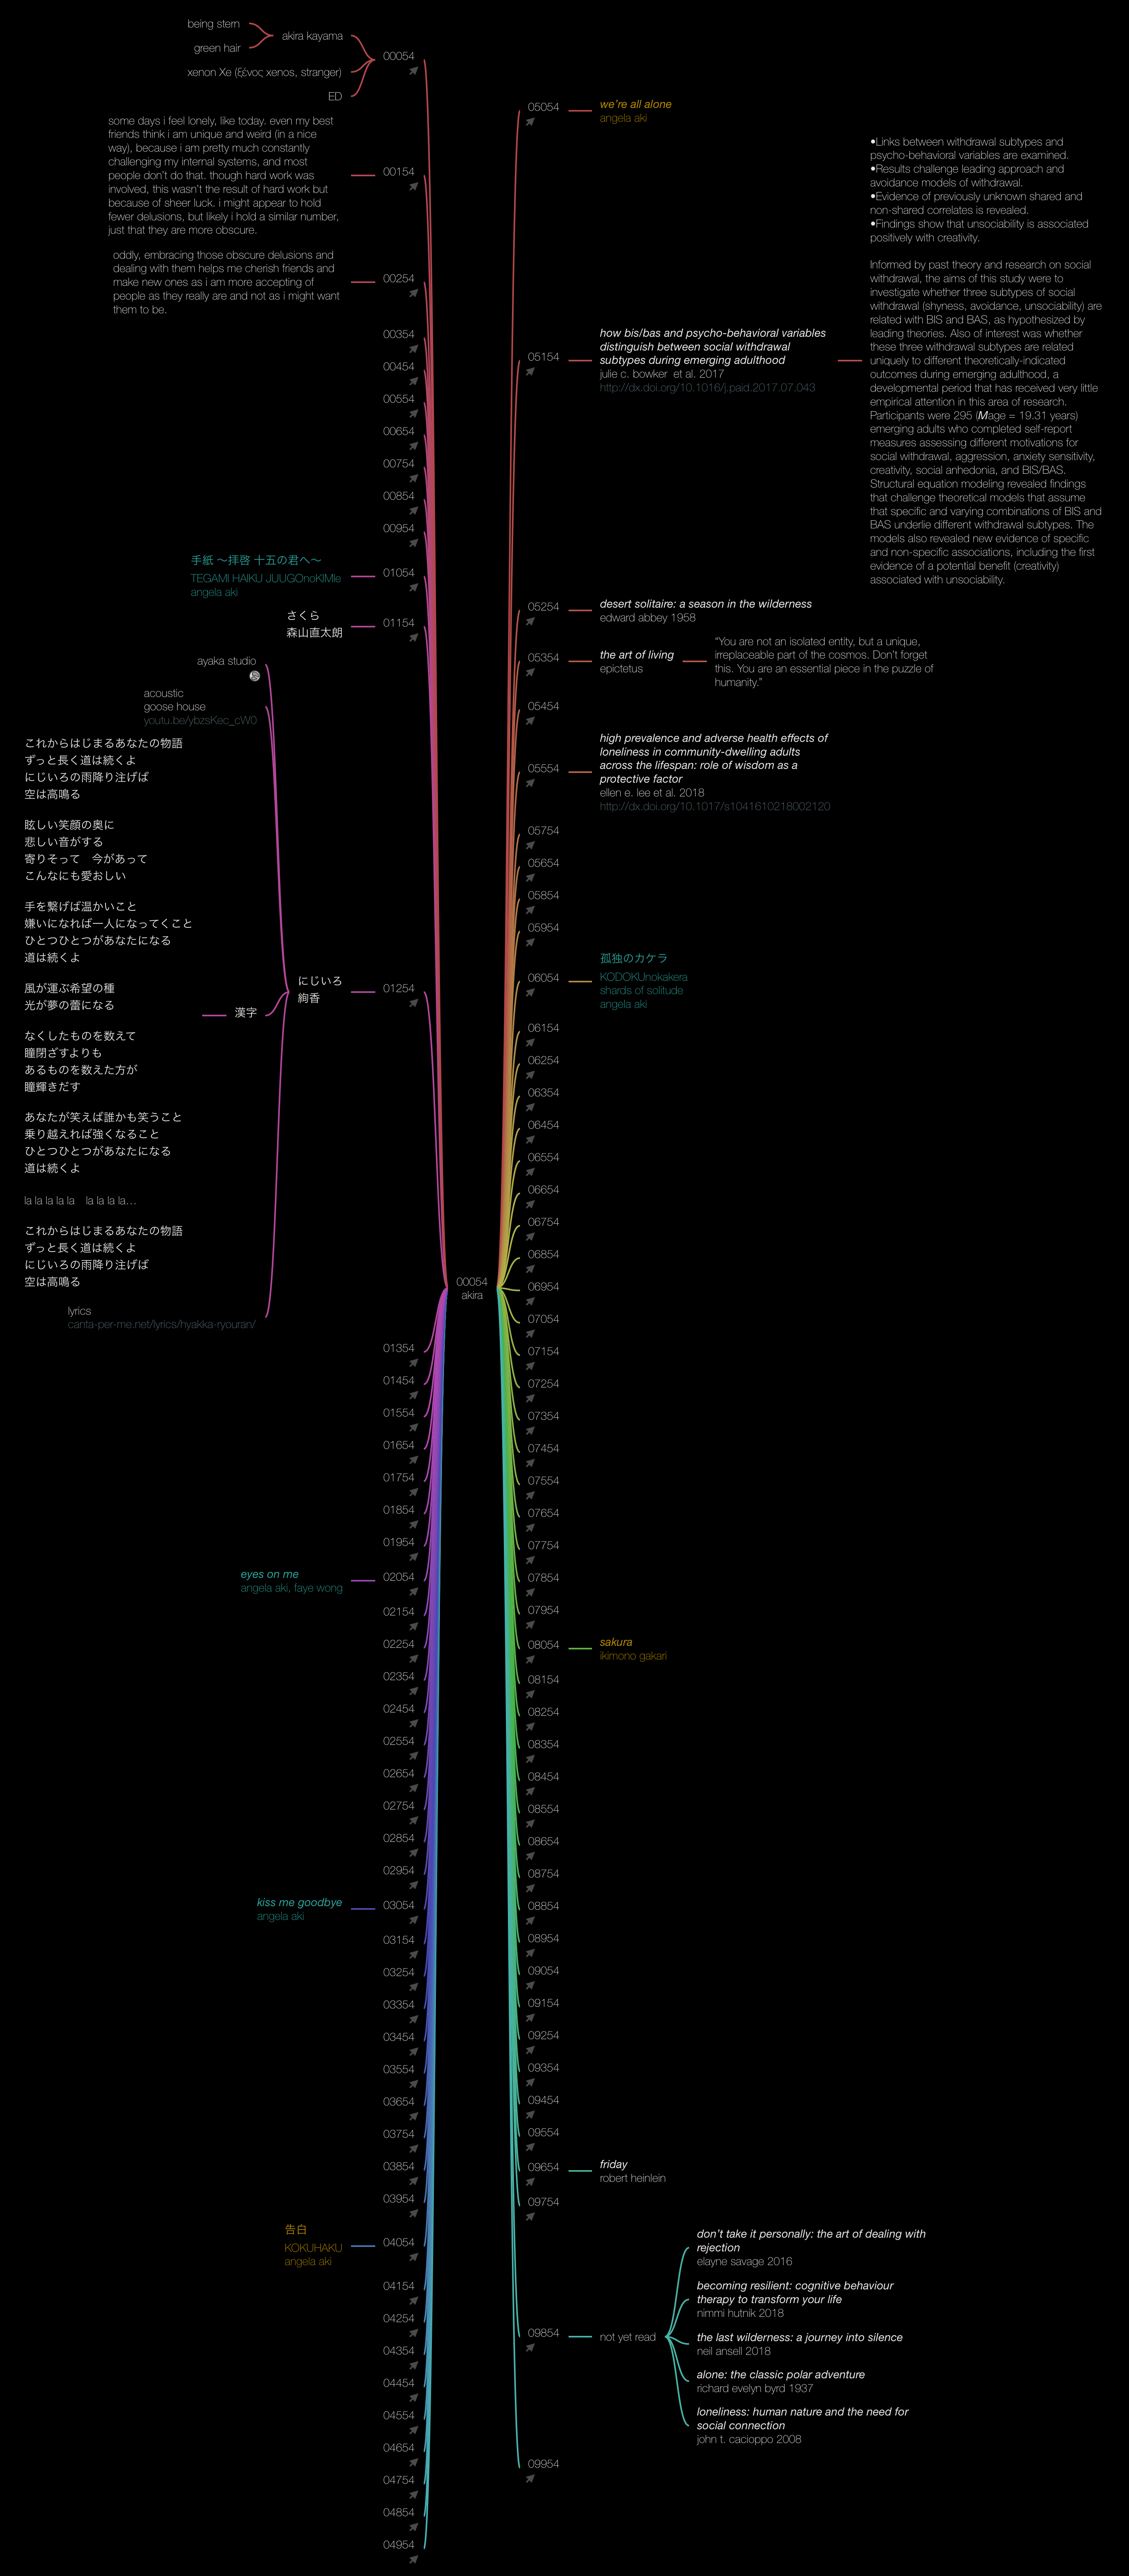 being stern
green hair
akira kayama
xenon Xe (ξένος xenos, stranger)
ED
00054
some days i feel lonely, like today. even my best
friends think i am unique and weird (in a nice
way), because i am pretty much constantly
challenging my internal systems, and most
people don't do that. though hard work was
involved, this wasn't the result of hard work but
because of sheer luck. i might appear to hold
fewer delusions, but likely i hold a similar number,
just that they are more obscure.
00154
oddly, embracing those obscure delusions and
dealing with them helps me cherish friends and
make new ones as i am more accepting of
people as they really are and not as i might want
them to be.
00254
00354
00454
00554
00654
00754
00854
00954
手紙 〜拝啓 十五の君へ〜
TEGAMI HAIKU JUUGOnoKIMIe
angela aki
01054
さくら
森山直太朗
01154
ayaka studio
acoustic
goose house
youtu.be/ybzsKec_cW0
これからはじまるあなたの物語
ずっと長く道は続くよ
にじいろの雨降り注げば
空は高鳴る
眩しい笑顔の奥に
悲しい音がする
寄りそって　今があって
こんなにも愛おしい
手を繋げば温かいこと
嫌いになれば一人になってくこと
ひとつひとつがあなたになる
道は続くよ
風が運ぶ希望の種
光が夢の蕾になる
なくしたものを数えて
瞳閉ざすよりも
あるものを数えた方が
瞳輝きだす
あなたが笑えば誰かも笑うこと
乗り越えれば強くなること
ひとつひとつがあなたになる
道は続くよ
la la la la la　la la la la…
これからはじまるあなたの物語
ずっと長く道は続くよ
にじいろの雨降り注げば
空は高鳴る
漢字
lyrics
canta-per-me.net/lyrics/hyakka-ryouran/
にじいろ
絢香
01254
01354
01454
01554
01654
01754
01854
01954
eyes on me
angela aki, faye wong
02054
02154
02254
02354
02454
02554
02654
02754
02854
02954
kiss me goodbye
angela aki
03054
03154
03254
03354
03454
03554
03654
03754
03854
03954
告白
KOKUHAKU
angela aki
04054
04154
04254
04354
04454
04554
04654
04754
04854
04954
00054
akira
05054
we're all alone
angela aki
05154
how bis/bas and psycho-behavioral variables
distinguish between social withdrawal
subtypes during emerging adulthood
julie c. bowker et al. 2017
http://dx.doi.org/10.1016/j.paid.2017.07.043
•Links between withdrawal subtypes and
psycho-behavioral variables are examined.
•Results challenge leading approach and
avoidance models of withdrawal.
•Evidence of previously unknown shared and
non-shared correlates is revealed.
•Findings show that unsociability is associated
positively with creativity.
Informed by past theory and research on social
withdrawal, the aims of this study were to
investigate whether three subtypes of social
withdrawal (shyness, avoidance, unsociability) are
related with BIS and BAS, as hypothesized by
leading theories. Also of interest was whether
these three withdrawal subtypes are related
uniquely to different theoretically-indicated
outcomes during emerging adulthood, a
developmental period that has received very little
empirical attention in this area of research.
Participants were 295 (Mage = 19.31 years)
emerging adults who completed self-report
measures assessing different motivations for
social withdrawal, aggression, anxiety sensitivity,
creativity, social anhedonia, and BIS/BAS.
Structural equation modeling revealed findings
that challenge theoretical models that assume
that specific and varying combinations of BIS and
BAS underlie different withdrawal subtypes. The
models also revealed new evidence of specific
and non-specific associations, including the first
evidence of a potential benefit (creativity)
associated with unsociability.
05254
desert solitaire: a season in the wilderness
edward abbey 1958
05354
the art of living
epictetus
"You are not an isolated entity, but a unique,
irreplaceable part of the cosmos. Don't forget
this. You are an essential piece in the puzzle of
humanity."
05454
05554
high prevalence and adverse health effects of
loneliness in community-dwelling adults
across the lifespan: role of wisdom as a
protective factor
ellen e. lee et al. 2018
http://dx.doi.org/10.1017/s1041610218002120
05754
05654
05854
05954
06054
孤独のカケラ
KODOKUnokakera
shards of solitude
angela aki
06154
06254
06354
06454
06554
06654
06754
06854
06954
07054
07154
07254
07354
07454
07554
07654
07754
07854
07954
08054
sakura
ikimono gakari
08154
08254
08354
08454
08554
08654
08754
08854
08954
09054
09154
09254
09354
09454
09554
09654
friday
robert heinlein
09754
09854
not yet read
don't take it personally: the art of dealing with
rejection
elayne savage 2016
becoming resilient: cognitive behaviour
therapy to transform your life
nimmi hutnik 2018
the last wilderness: a journey into silence
neil ansell 2018
alone: the classic polar adventure
richard evelyn byrd 1937
loneliness: human nature and the need for
social connection
john t. cacioppo 2008
09954